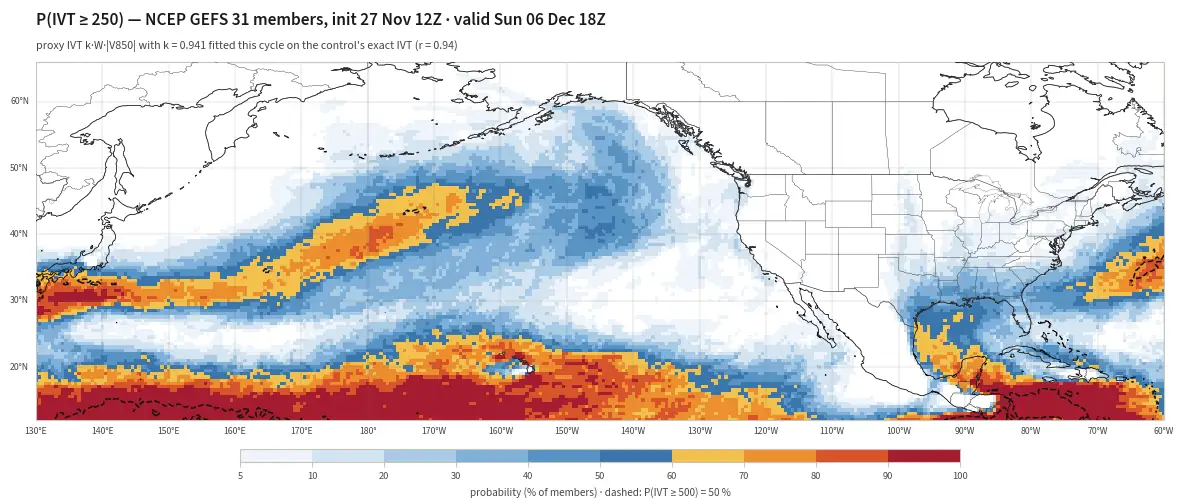 P(IVT ≥ 250) — NCEP GEFS 31 members, init 27 Nov 12Z · valid Sun 06 Dec 18Z
proxy IVT k·W·|V850| with k = 0.941 fitted this cycle on the control's exact IVT (r = 0.94)
60°N
50°N
40°N
30°N
20°N
130°E 140°E 150°E 160°E 170°E 180° 170°W 160°W 150°W 140°W 130°W 120°W 110°W 100°W 90°W 80°W 70°W 60°W
5 10 20 30 40 50 60 70 80 90 100
probability (% of members) · dashed: P(IVT ≥ 500) = 50 %